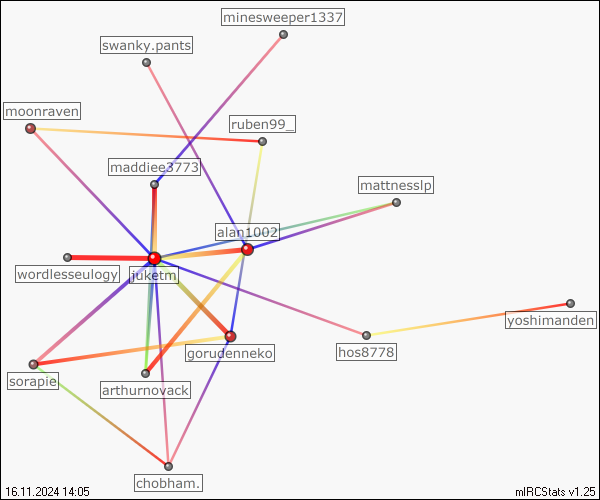 minesweeper1337
swanky.pants
moonraven
ruben99_
maddiee3773
mattnesslp
alan1002
wordlesseulogy
juketm
yoshimanden
gorudenneko
hos8778
sorapie
arthurnovack
chobham.
16.11.2024 14:05
mIRCStats v1.25